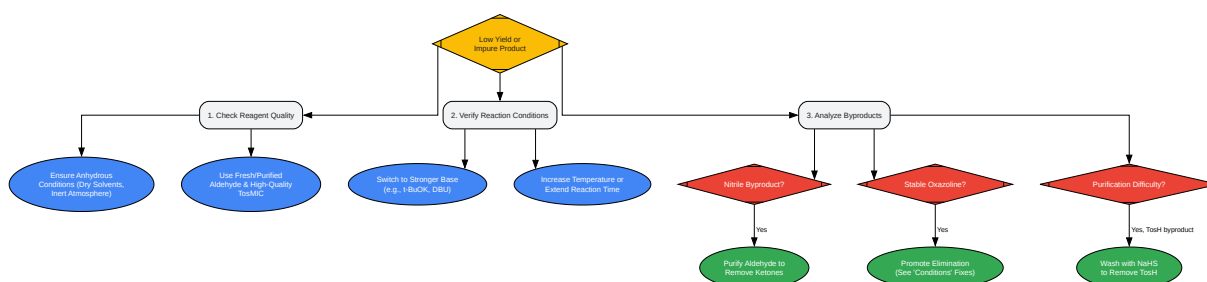 Low Yield or
Impure Product
1. Check Reagent Quality
2. Verify Reaction Conditions
3. Analyze Byproducts
Ensure Anhydrous
Conditions (Dry Solvents,
Inert Atmosphere)
Use Fresh/Purified
Aldehyde & High-Quality
TosMIC
Switch to Stronger Base
(e.g., t-BuOK, DBU)
Increase Temperature or
Extend Reaction Time
Nitrile Byproduct?
Stable Oxazoline?
Purification Difficulty?
Yes
Yes
Yes, TosH byproduct
Purify Aldehyde to
Remove Ketones
Promote Elimination
(See 'Conditions' Fixes)
Wash with NaHS
to Remove TosH